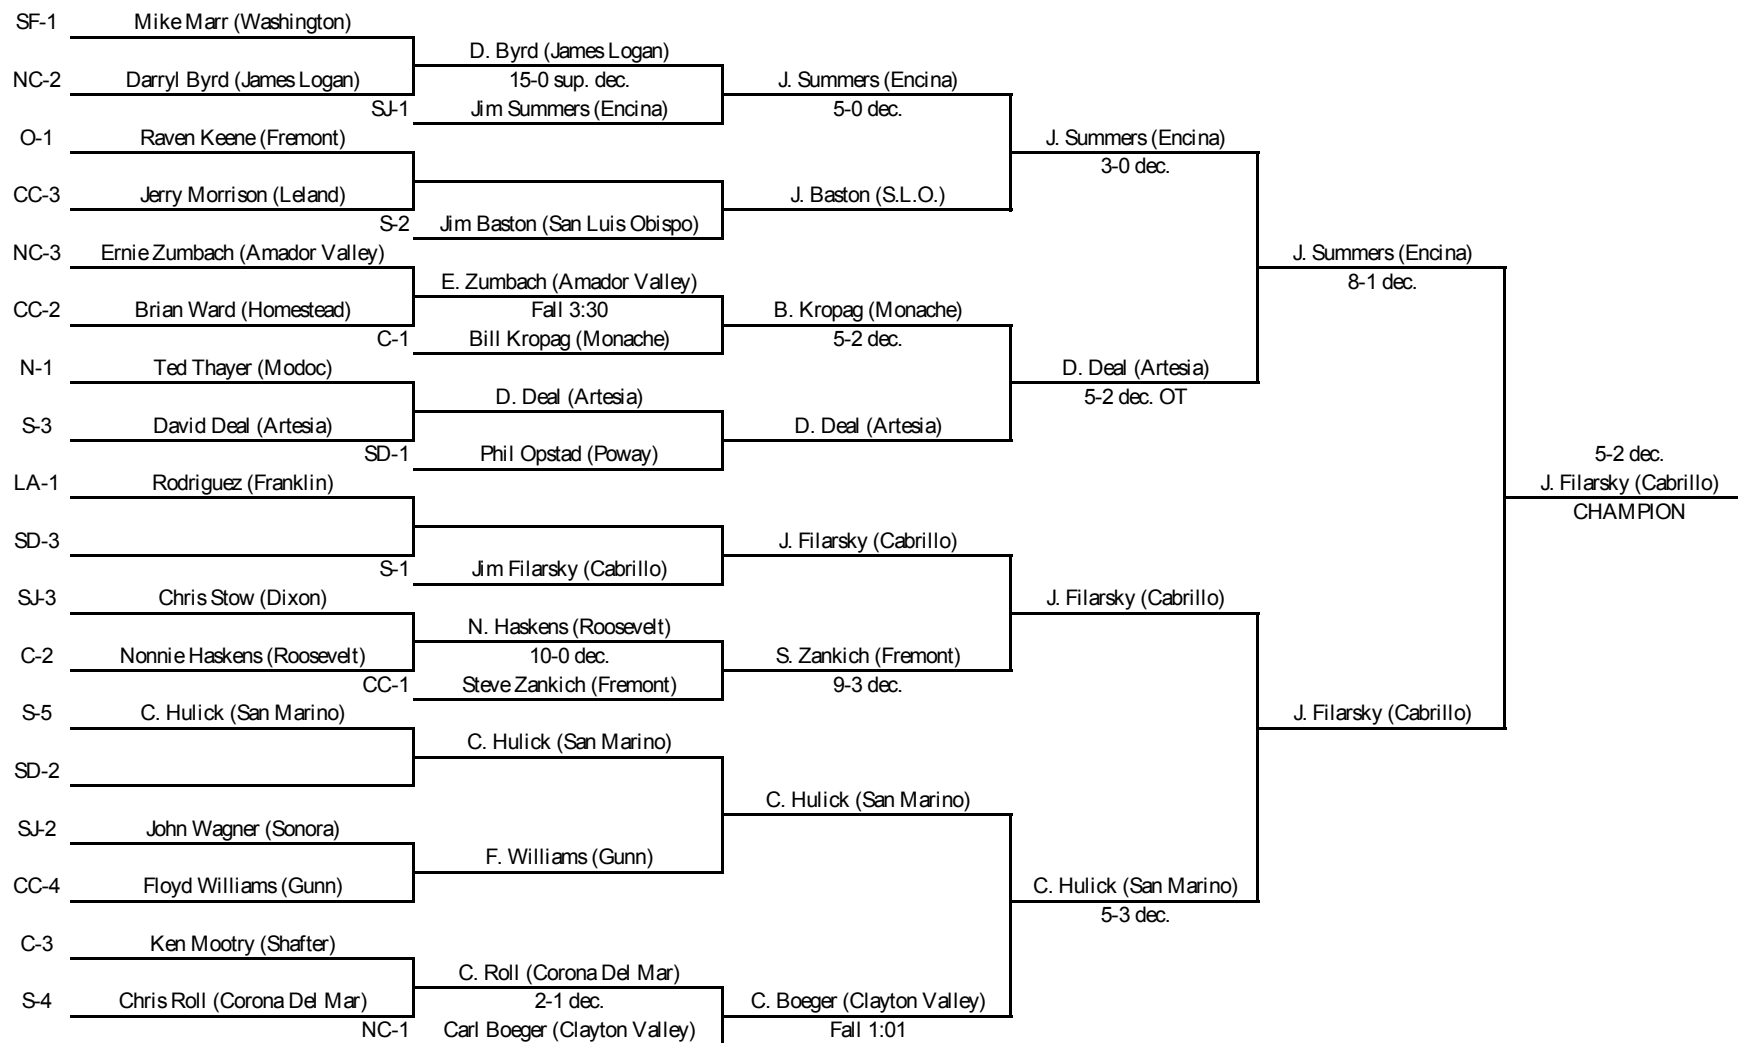 SF-1 Mike Marr (Washington)
D. Byrd (James Logan)
NC-2 Darryl Byrd (James Logan) 15-0 sup. dec. J. Summers (Encina)
SJ-1 Jim Summers (Encina) 5-0 dec.
O-1 Raven Keene (Fremont) J. Summers (Encina)
3-0 dec.
CC-3 Jerry Morrison (Leland) J. Baston (S.L.O.)
S-2 Jim Baston (San Luis Obispo)
NC-3 Ernie Zumbach (Amador Valley) J. Summers (Encina)
E. Zumbach (Amador Valley) 8-1 dec.
CC-2 Brian Ward (Homestead) Fall 3:30 B. Kropag (Monache)
C-1 Bill Kropag (Monache) 5-2 dec.
N-1 Ted Thayer (Modoc) D. Deal (Artesia)
D. Deal (Artesia) 5-2 dec. OT
S-3 David Deal (Artesia) D. Deal (Artesia)
SD-1 Phil Opstad (Poway) 5-2 dec.
LA-1 Rodriguez (Franklin) J. Filarsky (Cabrillo)
CHAMPION
SD-3 J. Filarsky (Cabrillo)
S-1 Jim Filarsky (Cabrillo)
SJ-3 Chris Stow (Dixon) J. Filarsky (Cabrillo)
N. Haskens (Roosevelt)
C-2 Nonnie Haskens (Roosevelt) 10-0 dec. S. Zankich (Fremont)
CC-1 Steve Zankich (Fremont) 9-3 dec.
S-5 C. Hulick (San Marino) J. Filarsky (Cabrillo)
C. Hulick (San Marino)
SD-2
C. Hulick (San Marino)
SJ-2 John Wagner (Sonora)
F. Williams (Gunn)
CC-4 Floyd Williams (Gunn) C. Hulick (San Marino)
5-3 dec.
C-3 Ken Mootry (Shafter)
C. Roll (Corona Del Mar)
S-4 Chris Roll (Corona Del Mar) 2-1 dec. C. Boeger (Clayton Valley)
NC-1 Carl Boeger (Clayton Valley) Fall 1:01